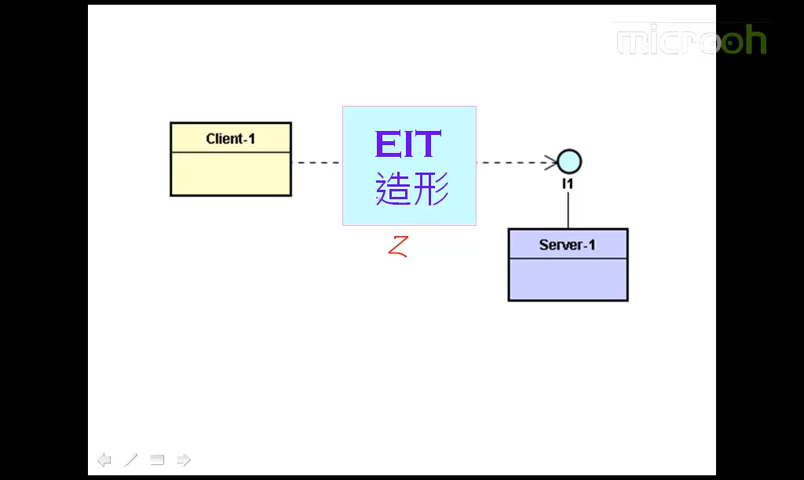 microoh
Client-1
EIT
造形
I1
Z
Server-1